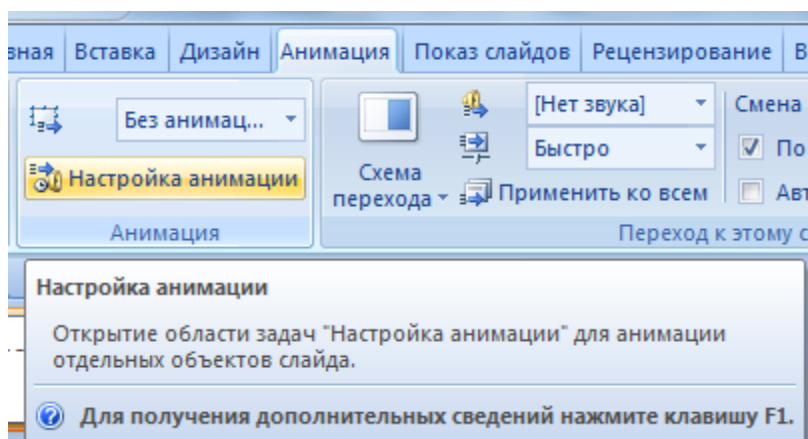 вная Вставка Дизайн Анимация Показ слайдов Рецензирование В
Без анимац...
Настройка анимации
Анимация
Схема
перехода
[Нет звука]
Быстро
Применить ко всем
Смена
По
Авт
Переход к этому с
Настройка анимации
Открытие области задач "Настройка анимации" для анимации
отдельных объектов слайда.
Для получения дополнительных сведений нажмите клавишу F1.